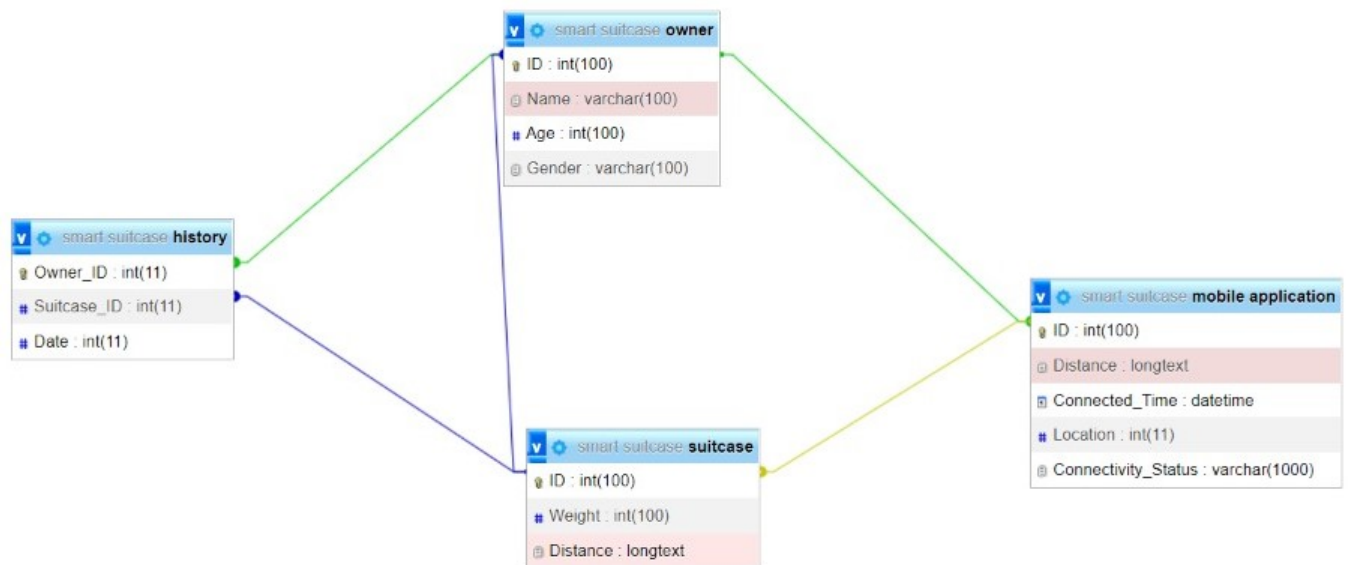 smart suitcase owner
ID : int(100)
Name : varchar(100)
Age : int(100)
Gender : varchar(100)
smart suitcase history
Owner_ID : int(11)
Suitcase_ID : int(11)
Date : int(11)
smart suitcase mobile application
ID : int(100)
Distance : longtext
Connected_Time : datetime
Location : int(11)
Connectivity_Status : varchar(1000)
smart suitcase suitcase
ID : int(100)
Weight : int(100)
Distance : longtext